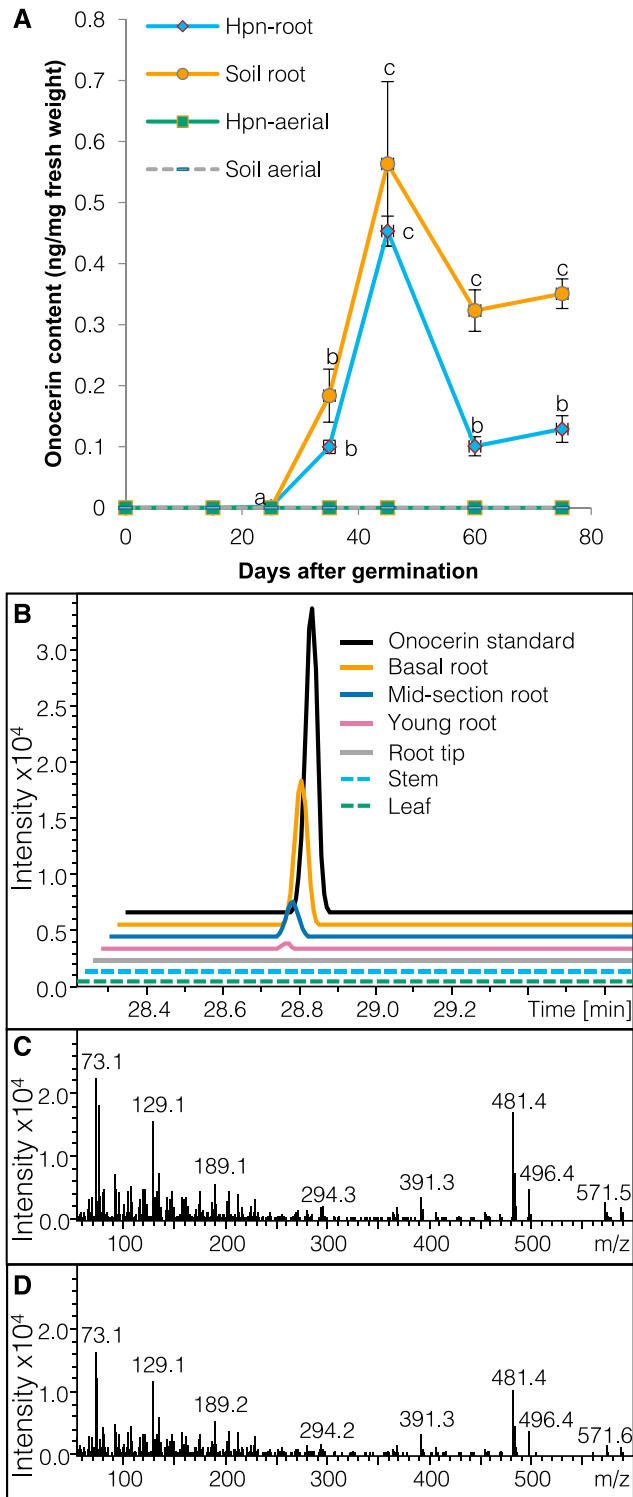 A
Onocerin content (ng/mg fresh weight)
0.8
0.7
0.6
0.5
0.4
0.3
0.2
0.1
0
Hpn-root
Soil root
Hpn-aerial
Soil aerial
c
c
c
c
b
b
b
b
a
0 20 40 60 80
Days after germination
B
Intensity x10⁴
3.0
2.5
2.0
1.5
1.0
0.5
0.0
Onocerin standard
Basal root
Mid-section root
Young root
Root tip
Stem
Leaf
28.4 28.6 28.8 29.0 29.2 Time [min]
C
Intensity x10⁴
2.0
1.0
0.0
73.1
129.1
189.1
294.3
391.3
481.4
496.4
571.5
100 200 300 400 500 m/z
D
Intensity x10⁴
2.0
1.0
0.0
73.1
129.1
189.2
294.2
391.3
481.4
496.4
571.6
100 200 300 400 500 m/z